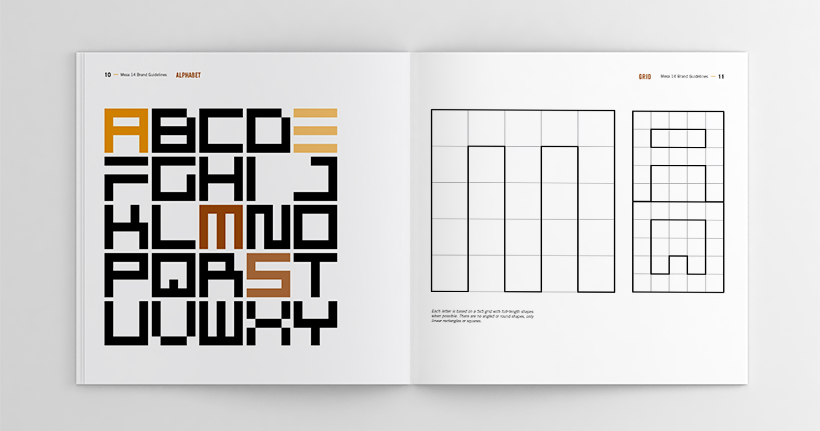 10 — Mesa 14 Brand Guidelines ALPHABET
ABCDE
FGHIJ
KLMNO
PQRST
UVWXY
GRID Mesa 14 Brand Guidelines — 11
M A
Q
Each letter is based on a 5x5 grid with full-length shapes
when possible. There are no angled or round shapes, only
linear rectangles or squares.